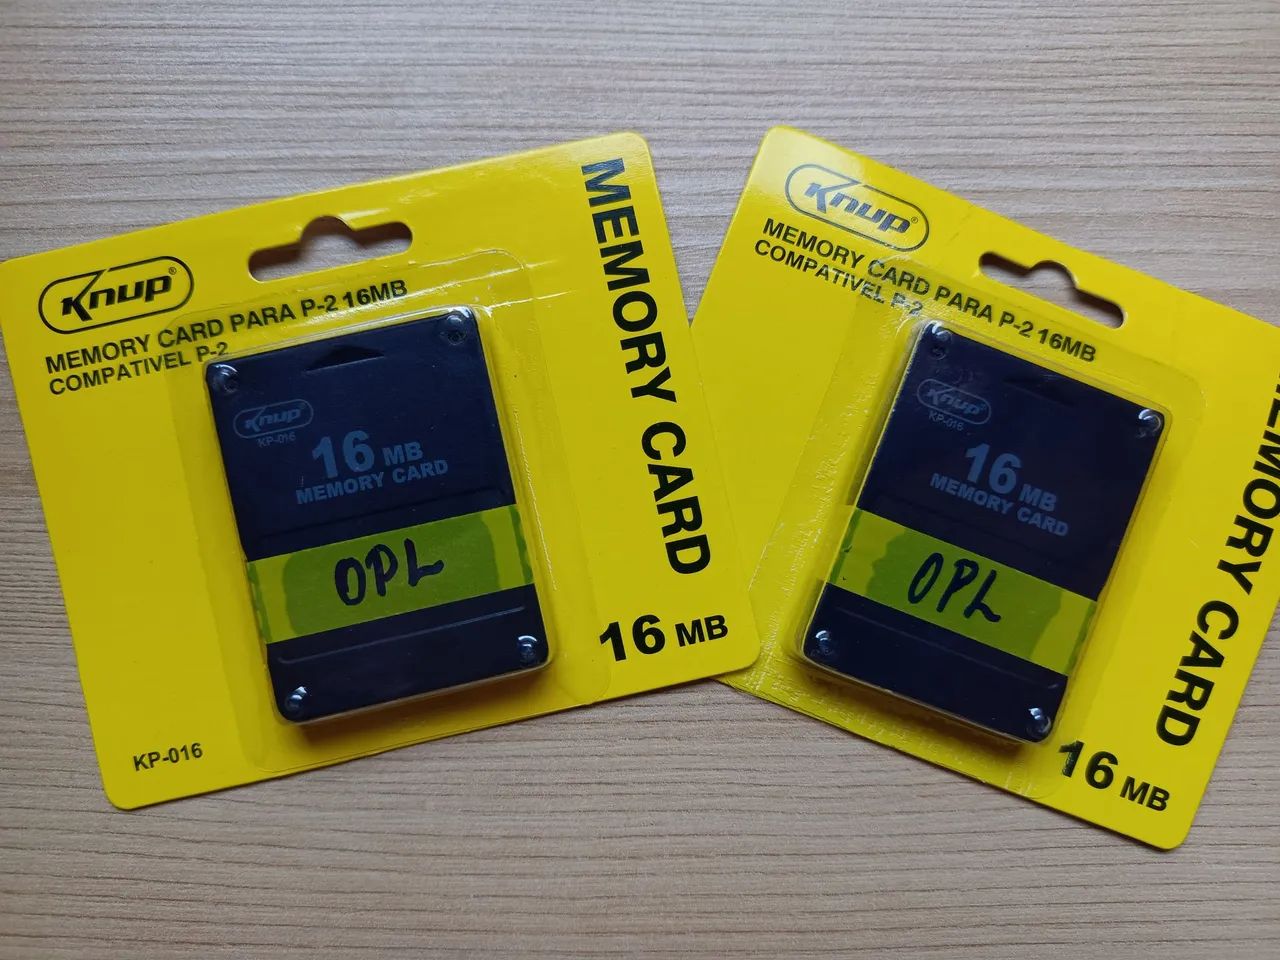 Knup®
MEMORY CARD PARA P-2 16MB
COMPATIVEL P-2
Knup
KP-016
16 MB
MEMORY CARD
OPL
KP-016
MEMORY CARD
16 MB
Knup®
MEMORY CARD PARA P-2 16MB
COMPATIVEL P-2
Knup
KP-016
16 MB
MEMORY CARD
OPL
MEMORY CARD
16 MB